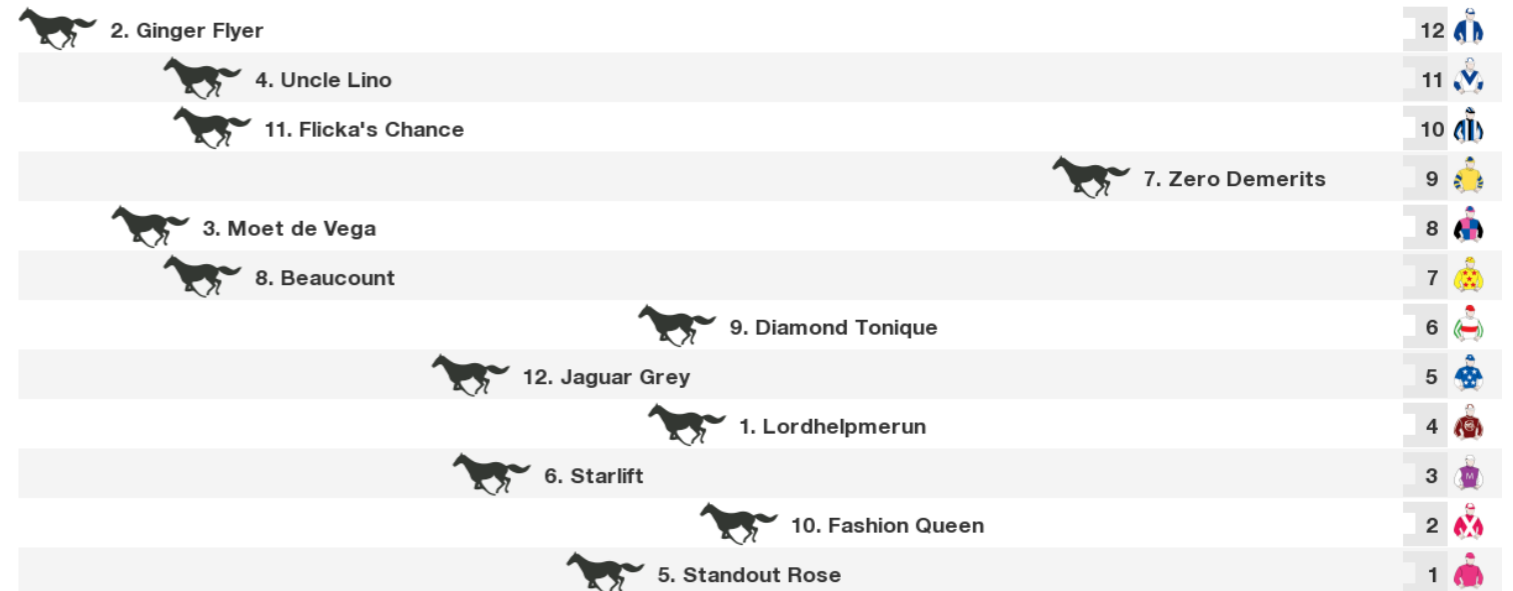 2. Ginger Flyer 12
4. Uncle Lino 11
11. Flicka's Chance 10
7. Zero Demerits 9
3. Moet de Vega 8
8. Beaucount 7
9. Diamond Tonique 6
12. Jaguar Grey 5
1. Lordhelpmerun 4
6. Starlift 3
M
10. Fashion Queen 2
5. Standout Rose 1